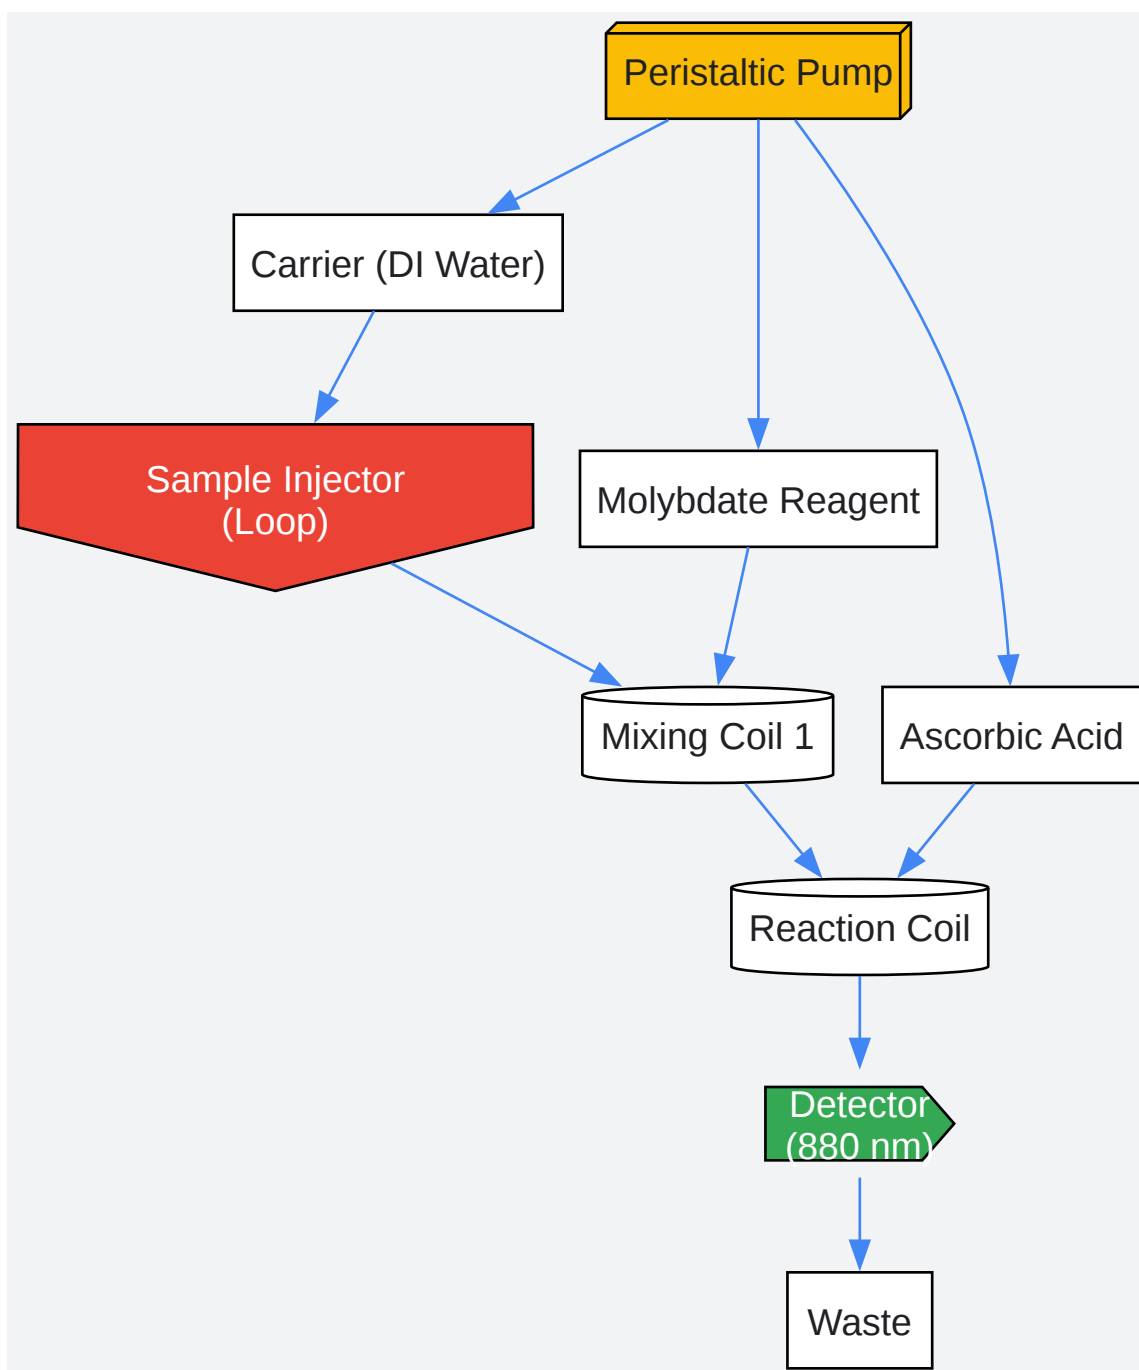 Peristaltic Pump
Carrier (DI Water)
Sample Injector
(Loop)
Molybdate Reagent
Mixing Coil 1
Ascorbic Acid
Reaction Coil
Detector
(880 nm)
Waste